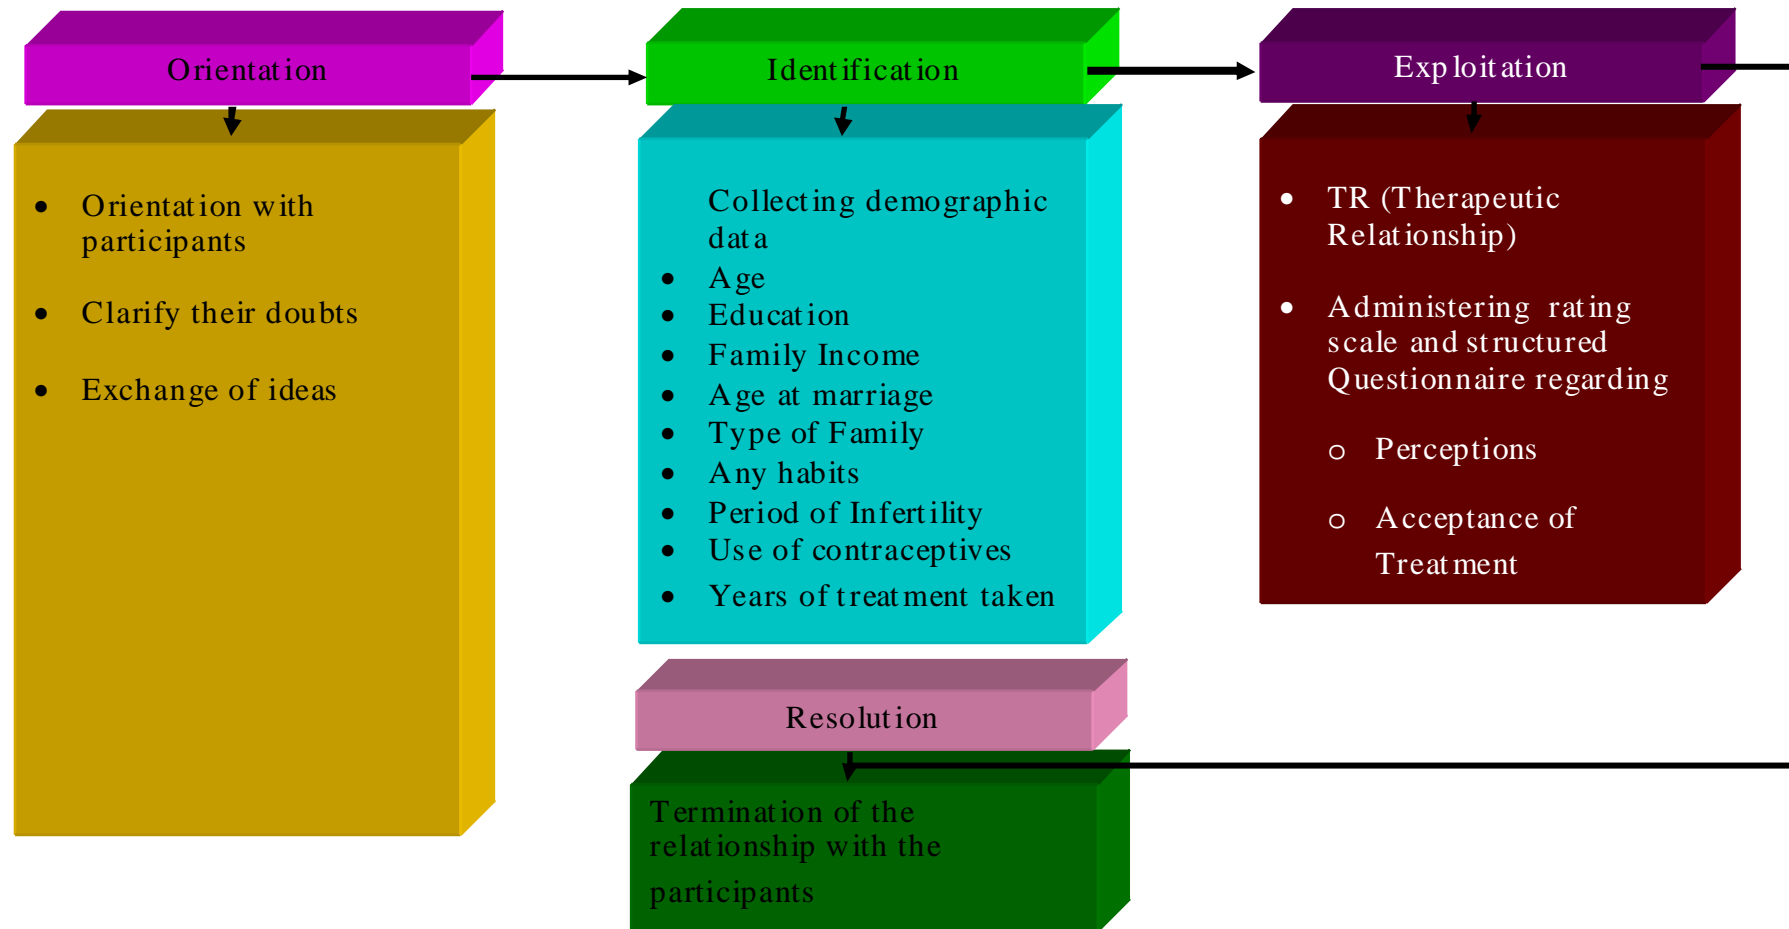 Orientation
Identification
Exploitation
• Orientation with
participants
• Clarify their doubts
• Exchange of ideas
Collecting demographic
data
• Age
• Education
• Family Income
• Age at marriage
• Type of Family
• Any habits
• Period of Infertility
• Use of contraceptives
• Years of treatment taken
• TR (Therapeutic
Relationship)
• Administering rating
scale and structured
Questionnaire regarding
o Perceptions
o Acceptance of
Treatment
Resolution
Termination of the
relationship with the
participants